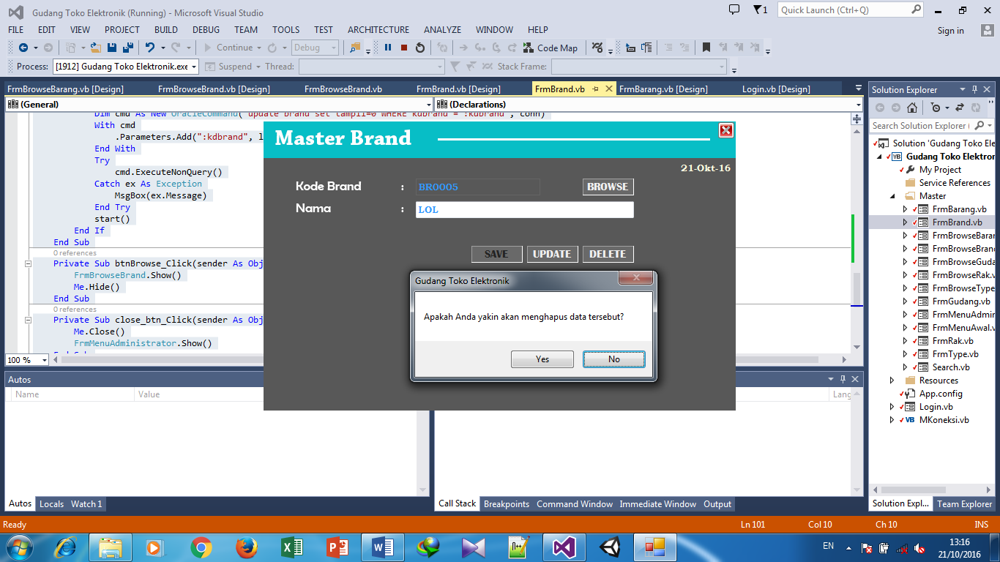 Gudang Toko Elektronik (Running) - Microsoft Visual Studio
1
Quick Launch (Ctrl+Q)
FILE EDIT VIEW PROJECT BUILD DEBUG TEAM TOOLS TEST ARCHITECTURE ANALYZE WINDOW HELP
Sign in
Continue
Debug
Code Map
Process: [1912] Gudang Toko Elektronik.exe
Suspend
Thread:
Stack Frame:
FrmBrowseBarang.vb [Design] FrmBrowseBrand.vb [Design] FrmBrowseBrand.vb FrmBrand.vb [Design] FrmBrand.vb FrmBarang.vb [Design] Login.vb [Design]
(General)
(Declarations)
Dim cmd As New OracleCommand("update brand set tampil=0 WHERE kdbrand = :kdbrand", conn)
With cmd
.Parameters.Add(":kdbrand",
End With
Try
cmd.ExecuteNonQuery()
Catch ex As Exception
MsgBox(ex.Message)
End Try
start()
End If
End Sub
0 references
Private Sub btnBrowse_Click(sender As
FrmBrowseBrand.Show()
Me.Hide()
End Sub
0 references
Private Sub close_btn_Click(sender As
Me.Close()
FrmMenuAdministrator.Show()
End Sub
100 %
Master Brand
21-Okt-16
Kode Brand : BR0005 BROWSE
Nama : LOL
SAVE UPDATE DELETE
Gudang Toko Elektronik
Apakah Anda yakin akan menghapus data tersebut?
Yes No
Solution Explorer
Search Solution Explorer (
Solution 'Gudang Toko
Gudang Toko
My Project
Service References
Master
FrmBarang.vb
FrmBrand.vb
FrmBrowseBaran
FrmBrowseBrand
FrmBrowseGuda
FrmBrowseRak.v
FrmBrowseType
FrmGudang.vb
FrmMenuAdmin
FrmMenuAwal.v
FrmRak.vb
FrmType.vb
Search.vb
Resources
App.config
Login.vb
MKoneksi.vb
Solution Expl... Team Explorer
Autos
Name Value
Lang
Autos Locals Watch 1
Call Stack Breakpoints Command Window Immediate Window Output
Ready
Ln 101 Col 10 Ch 10 INS
EN
13:16
21/10/2016